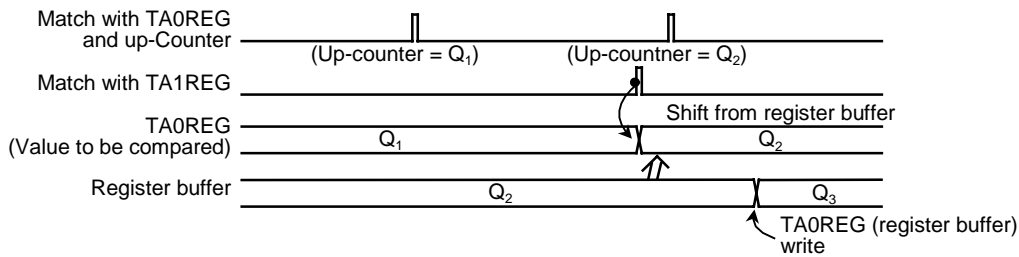 Match with TA0REG
and up-Counter
(Up-counter = Q₁)
(Up-countner = Q₂)
Match with TA1REG
Shift from register buffer
TA0REG
(Value to be compared)
Q₁
Q₂
Register buffer
Q₂
Q₃
TA0REG (register buffer)
write